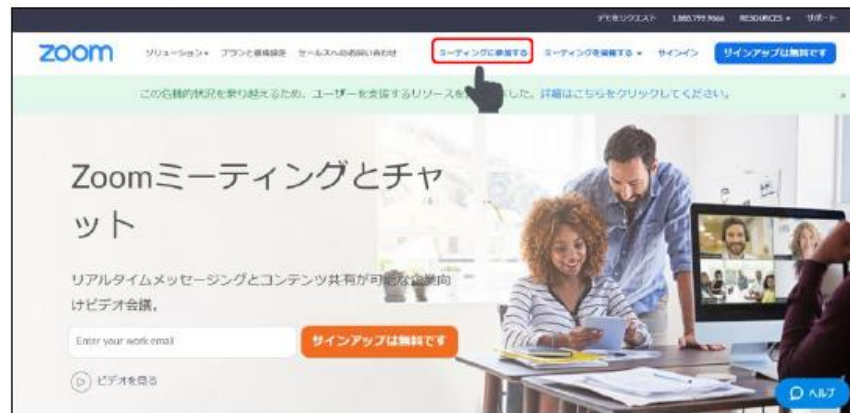 デモをリクエスト 1.888.799.9666 RESOURCES サポート
zoom ソリューション プランと価格設定 セールスへのお問い合わせ ミーティングに参加する ミーティングを開催する サインイン サインアップは無料です
この危機的状況を乗り越えるため、ユーザーを支援するリソースを しました。詳細はこちらをクリックしてください。
Zoomミーティングとチャ
ット
リアルタイムメッセージングとコンテンツ共有が可能な企業向
けビデオ会議。
Enter your work email サインアップは無料です
ビデオを見る
ヘルプ